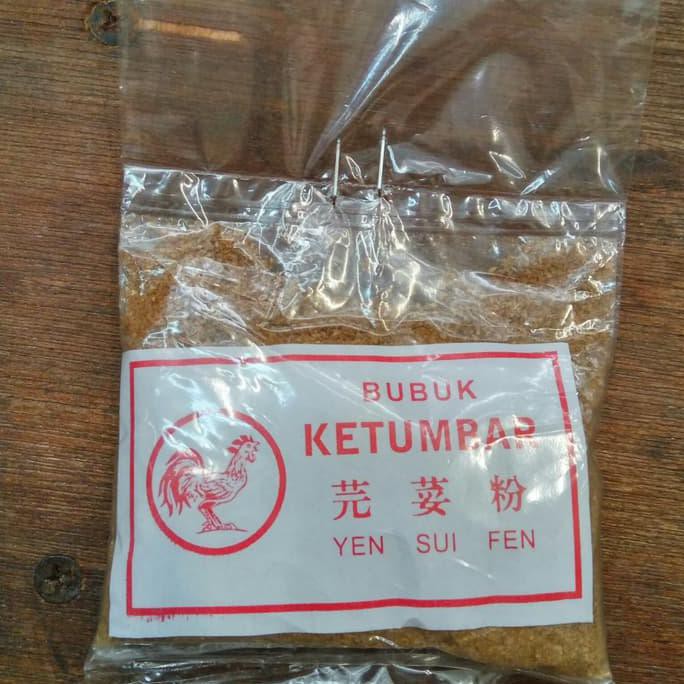 BUBUK
KETUMBAR
芫荽粉
YEN SUI FEN